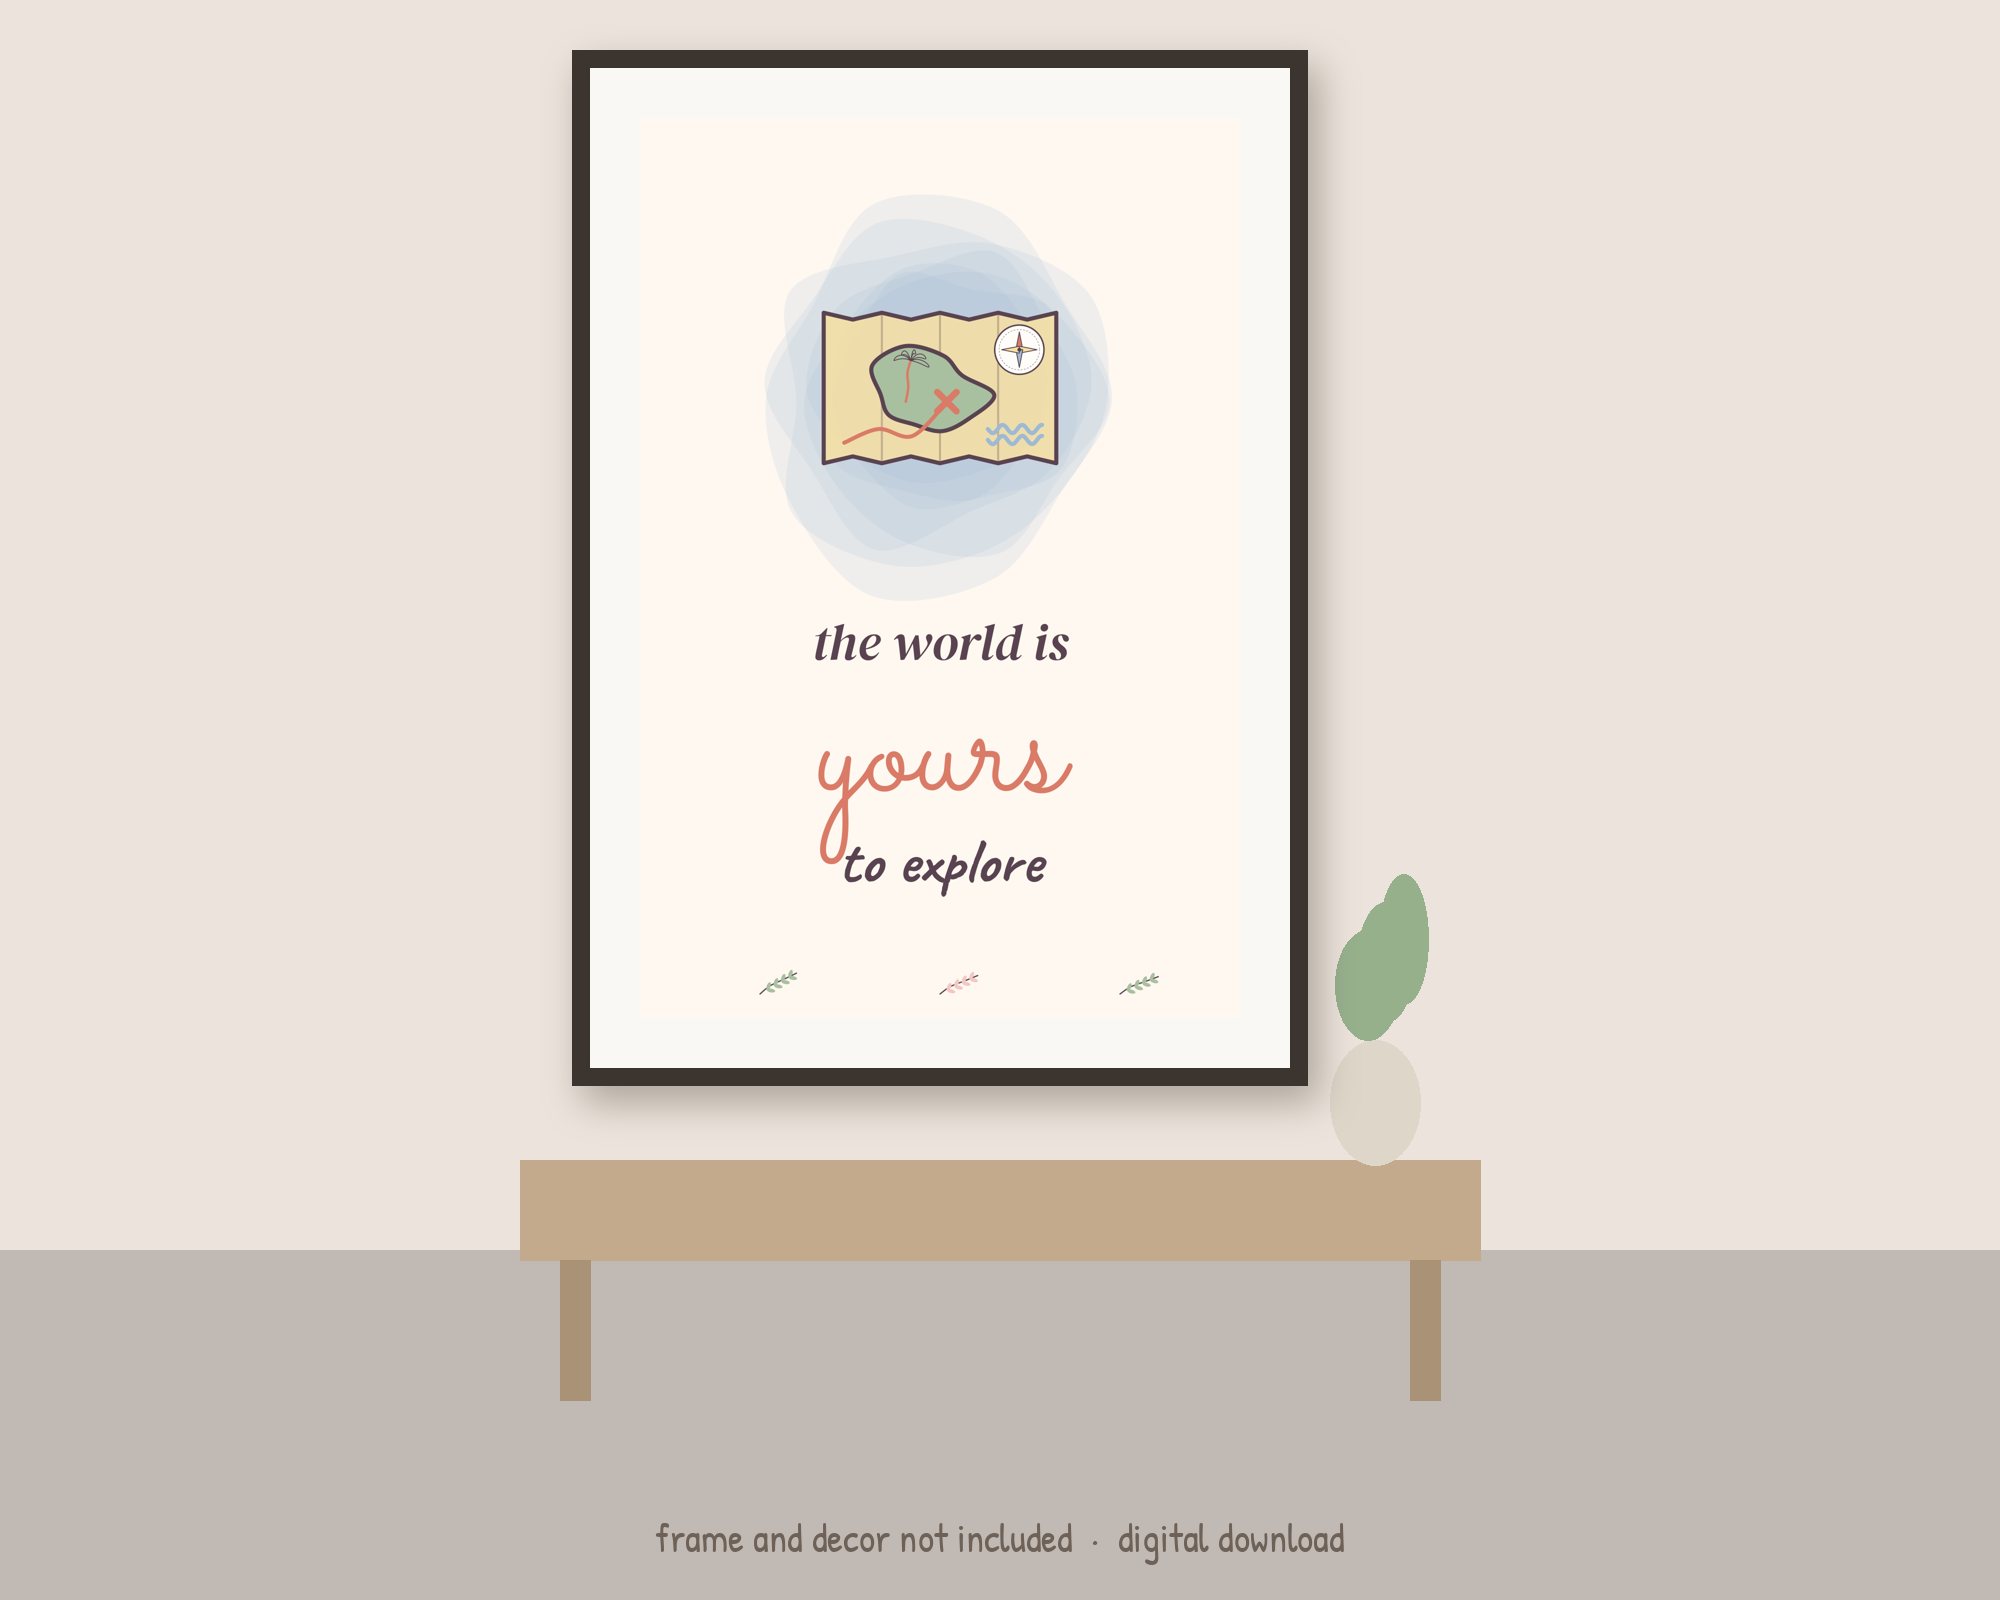 the world is
yours
to explore
frame and decor not included · digital download